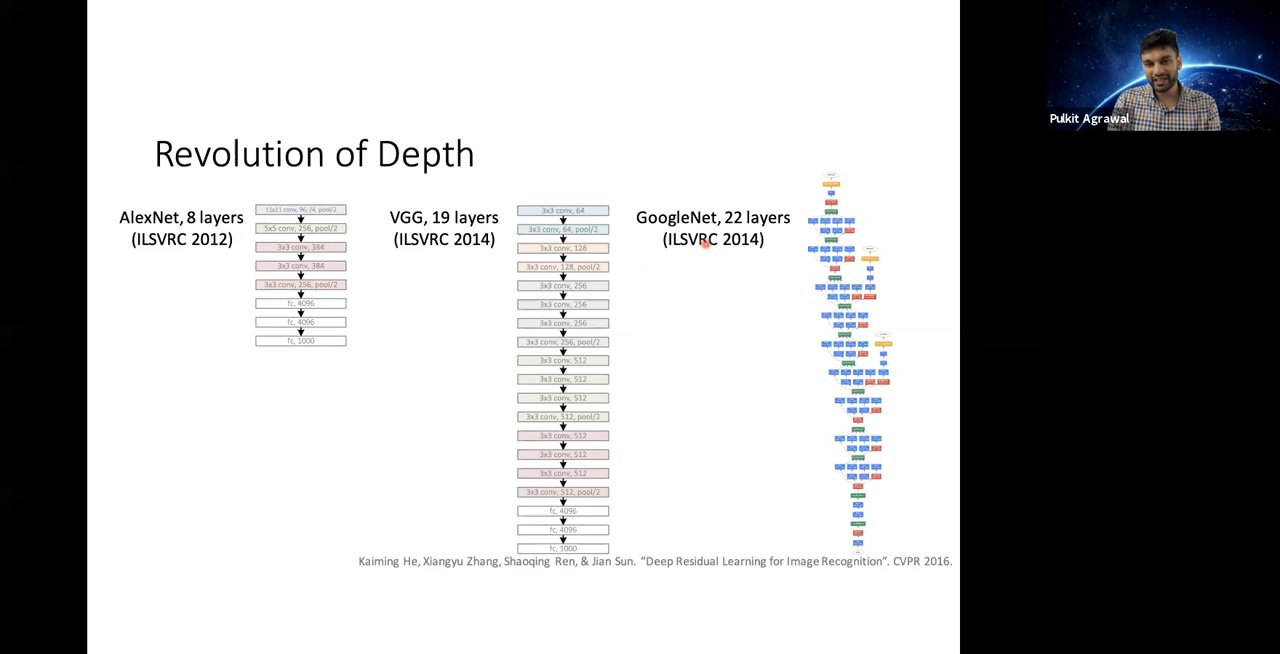 Pulkit Agrawal
Revolution of Depth
AlexNet, 8 layers
(ILSVRC 2012)
11x11 conv, 96, /4, pool/2
5x5 conv, 256, pool/2
3x3 conv, 384
3x3 conv, 384
3x3 conv, 256, pool/2
fc, 4096
fc, 4096
fc, 1000
VGG, 19 layers
(ILSVRC 2014)
3x3 conv, 64
3x3 conv, 64, pool/2
3x3 conv, 128
3x3 conv, 128, pool/2
3x3 conv, 256
3x3 conv, 256
3x3 conv, 256
3x3 conv, 256, pool/2
3x3 conv, 512
3x3 conv, 512
3x3 conv, 512
3x3 conv, 512, pool/2
3x3 conv, 512
3x3 conv, 512
3x3 conv, 512
3x3 conv, 512, pool/2
fc, 4096
fc, 4096
fc, 1000
GoogleNet, 22 layers
(ILSVRC 2014)
Kaiming He, Xiangyu Zhang, Shaoqing Ren, & Jian Sun. "Deep Residual Learning for Image Recognition". CVPR 2016.